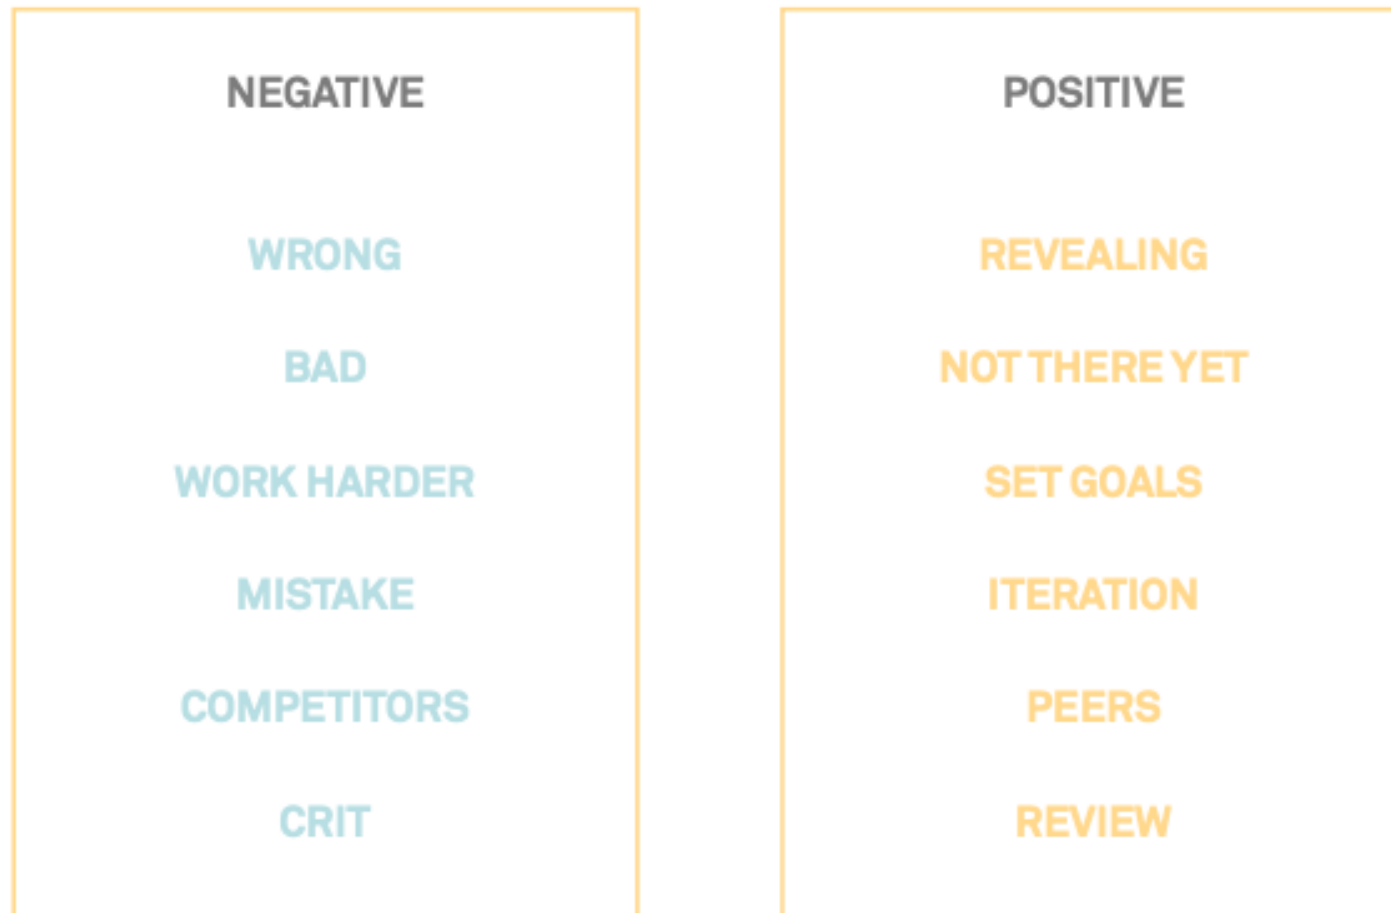 NEGATIVE
WRONG
BAD
WORK HARDER
MISTAKE
COMPETITORS
CRIT
POSITIVE
REVEALING
NOT THERE YET
SET GOALS
ITERATION
PEERS
REVIEW